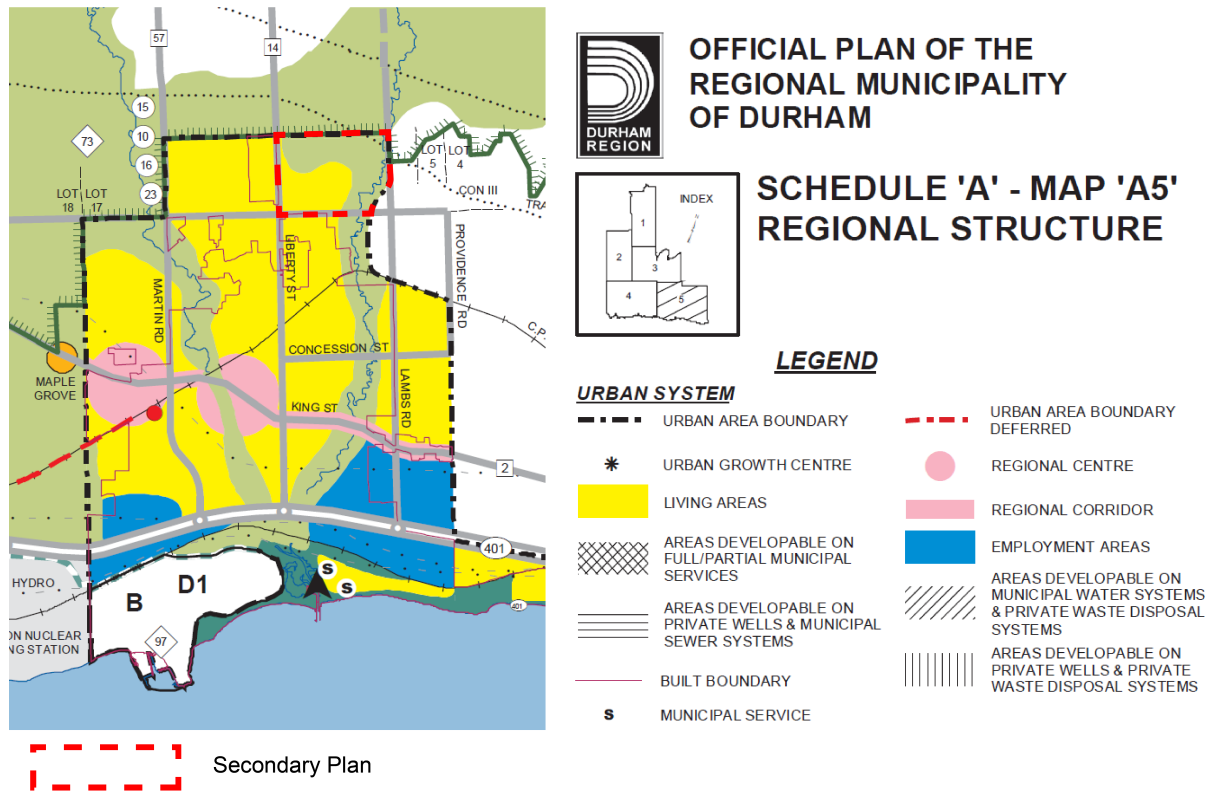 57
14
15
10
73
16
23
LOT LOT
18 17
LOT LOT
5 4
CON III
TRA
MARTIN RD
LIBERTY ST
PROVIDENCE RD
C.P.
CONCESSION ST
LAMBS RD
MAPLE
GROVE
KING ST
2
401
HYDRO
B
D1
S
S
401
ON NUCLEAR
NG STATION
97
Secondary Plan
DURHAM
REGION
OFFICIAL PLAN OF THE
REGIONAL MUNICIPALITY
OF DURHAM
INDEX
1
2
3
4
5
SCHEDULE 'A' - MAP 'A5'
REGIONAL STRUCTURE
LEGEND
URBAN SYSTEM
URBAN AREA BOUNDARY
URBAN GROWTH CENTRE
LIVING AREAS
AREAS DEVELOPABLE ON
FULL/PARTIAL MUNICIPAL
SERVICES
AREAS DEVELOPABLE ON
PRIVATE WELLS & MUNICIPAL
SEWER SYSTEMS
BUILT BOUNDARY
S MUNICIPAL SERVICE
URBAN AREA BOUNDARY
DEFERRED
REGIONAL CENTRE
REGIONAL CORRIDOR
EMPLOYMENT AREAS
AREAS DEVELOPABLE ON
MUNICIPAL WATER SYSTEMS
& PRIVATE WASTE DISPOSAL
SYSTEMS
AREAS DEVELOPABLE ON
PRIVATE WELLS & PRIVATE
WASTE DISPOSAL SYSTEMS